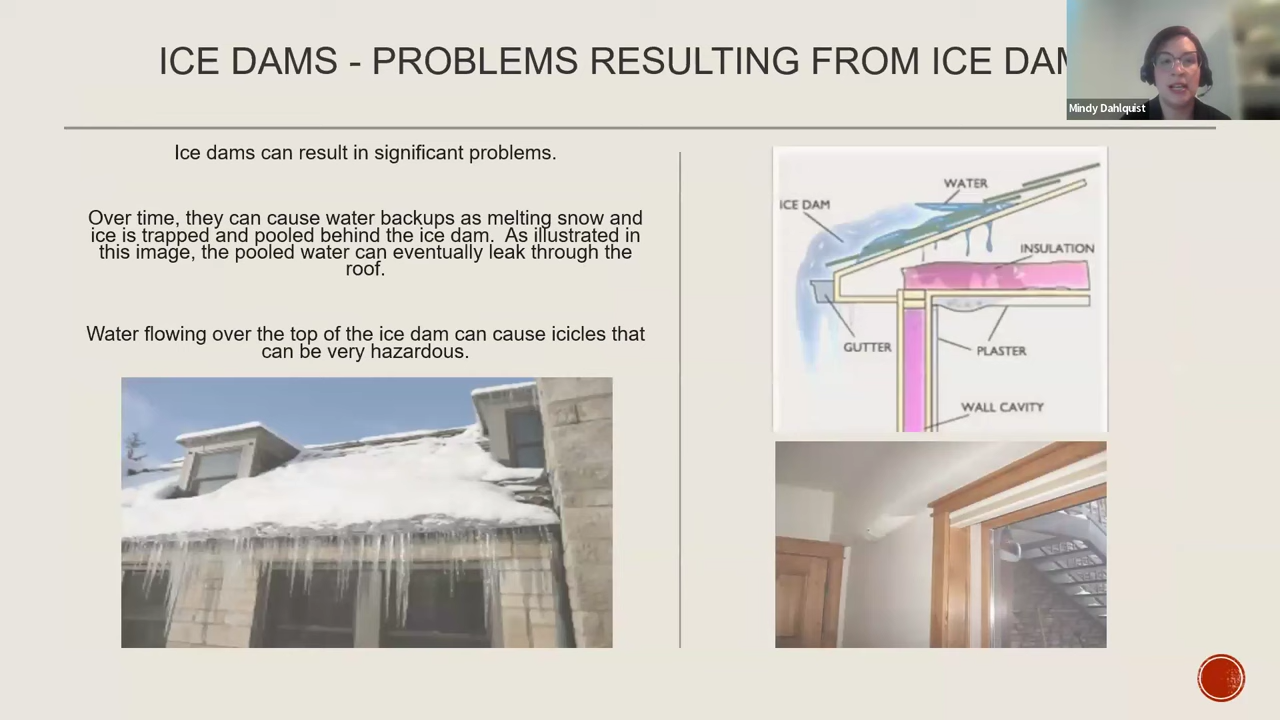 ICE DAMS - PROBLEMS RESULTING FROM ICE DAM
Mindy Dahlquist
Ice dams can result in significant problems.
Over time, they can cause water backups as melting snow and
ice is trapped and pooled behind the ice dam. As illustrated in
this image, the pooled water can eventually leak through the
roof.
Water flowing over the top of the ice dam can cause icicles that
can be very hazardous.
WATER
ICE DAM
INSULATION
GUTTER
PLASTER
WALL CAVITY